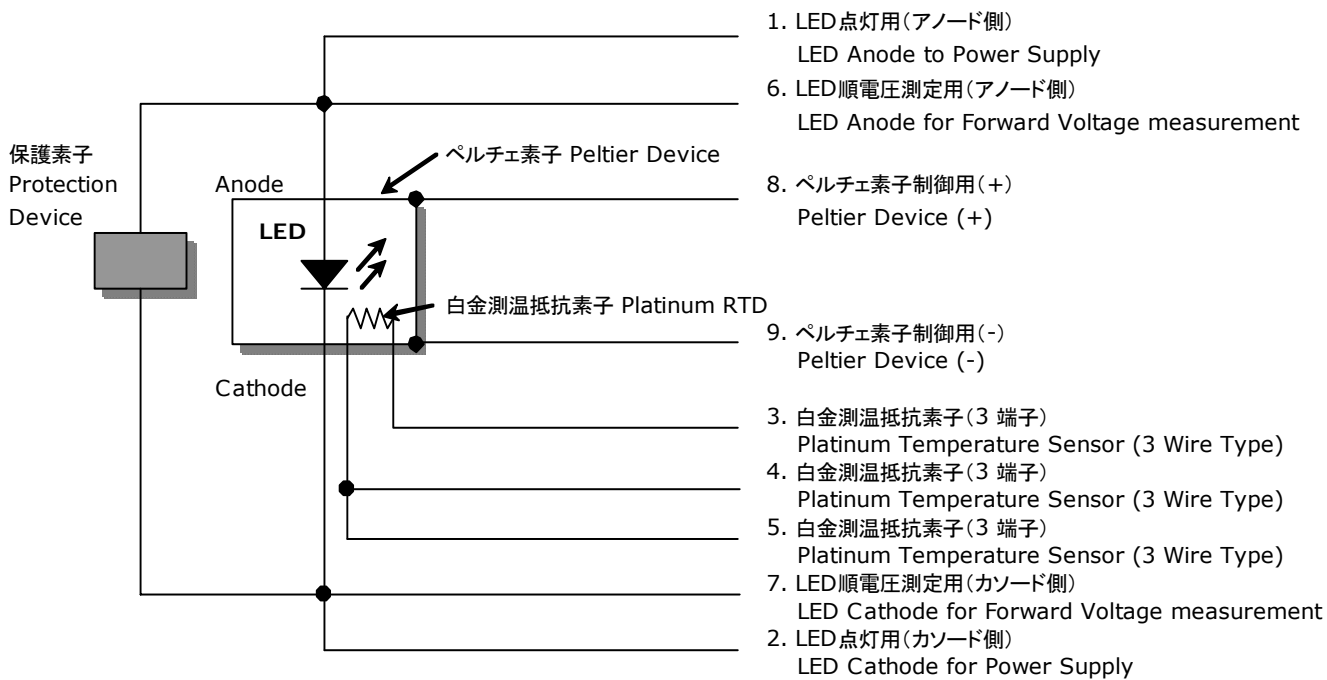 1. LED点灯用(アノード側)
LED Anode to Power Supply
6. LED順電圧測定用(アノード側)
LED Anode for Forward Voltage measurement
保護素子
Protection
Device
ペルチェ素子 Peltier Device
Anode
LED
8. ペルチェ素子制御用(+)
Peltier Device (+)
白金測温抵抗素子 Platinum RTD
9. ペルチェ素子制御用(-)
Peltier Device (-)
Cathode
3. 白金測温抵抗素子(3 端子)
Platinum Temperature Sensor (3 Wire Type)
4. 白金測温抵抗素子(3 端子)
Platinum Temperature Sensor (3 Wire Type)
5. 白金測温抵抗素子(3 端子)
Platinum Temperature Sensor (3 Wire Type)
7. LED順電圧測定用(カソード側)
LED Cathode for Forward Voltage measurement
2. LED点灯用(カソード側)
LED Cathode for Power Supply